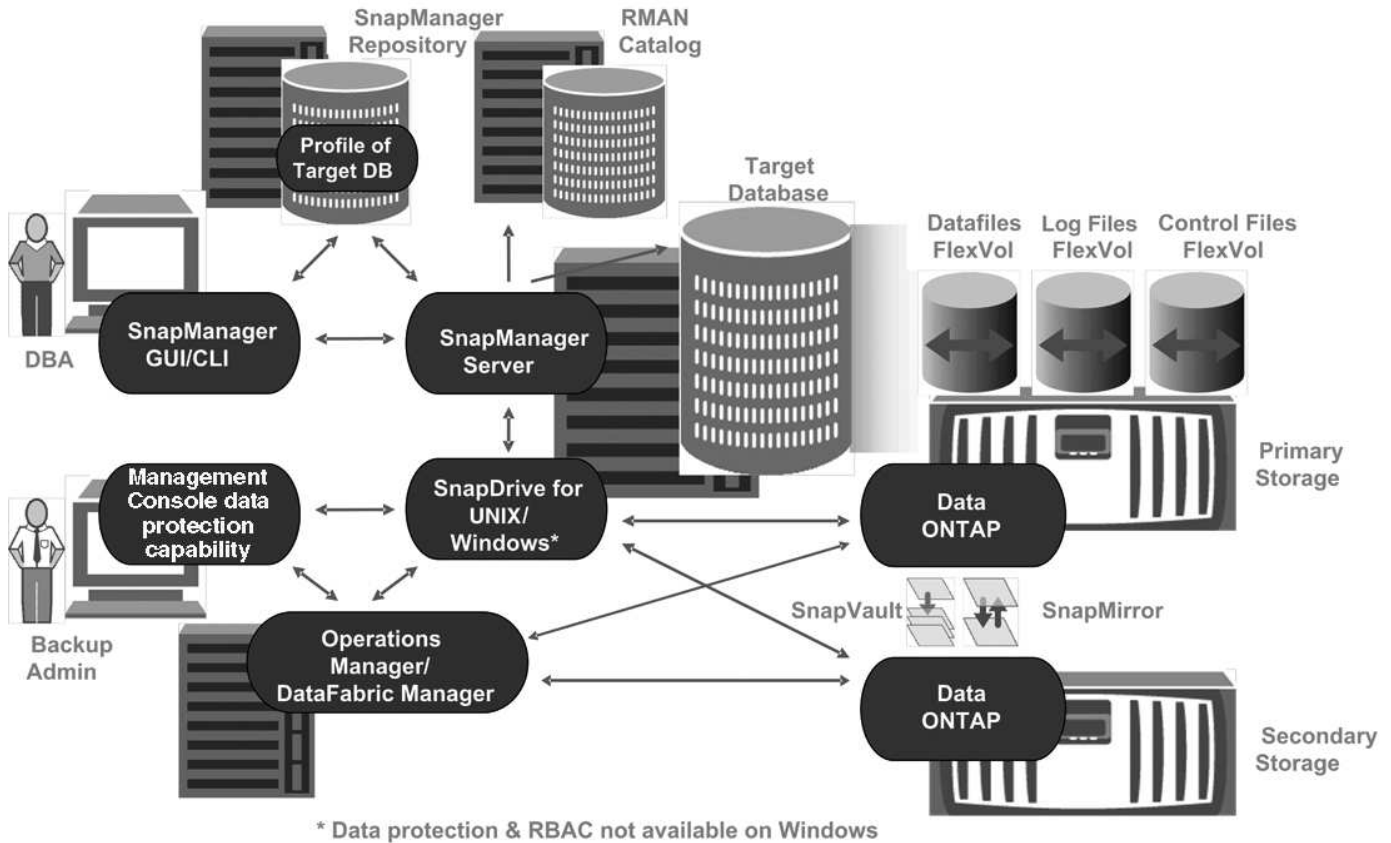 SnapManager
Repository
RMAN
Catalog
Profile of
Target DB
Target
Database
Datafiles
FlexVol
Log Files
FlexVol
Control Files
FlexVol
DBA
SnapManager
GUI/CLI
SnapManager
Server
Primary
Storage
Management
Console data
protection
capability
SnapDrive for
UNIX/
Windows*
Data
ONTAP
Backup
Admin
SnapVault
SnapMirror
Operations
Manager/
DataFabric Manager
Data
ONTAP
Secondary
Storage
* Data protection & RBAC not available on Windows